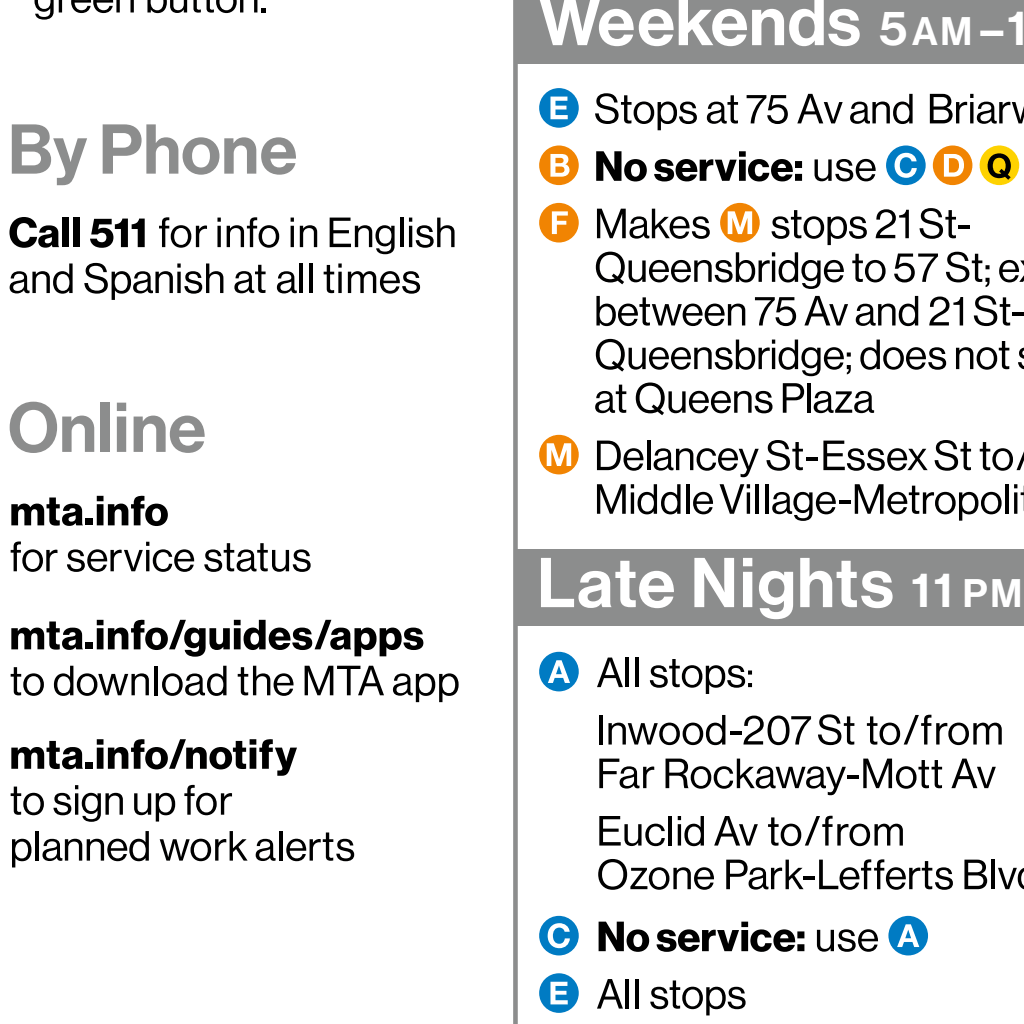 green button.
By Phone
Call 511 for info in English
and Spanish at all times
Online
mta.info
for service status
mta.info/guides/apps
to download the MTA app
mta.info/notify
to sign up for
planned work alerts
Weekends 5AM–1
E Stops at 75 Av and
B No service: use C D Q
F Makes M stops 21 St-
Queensbridge to 57 St;
between 75 Av and 21 St-
Queensbridge; does not
at Queens Plaza
M Delancey St-Essex St to/
Middle Village-
Late Nights 11 PM
A All stops:
Inwood-207 St to/from
Far Rockaway-Mott Av
Euclid Av to/from
Ozone Park-Lefferts
C No service: use A
E All stops